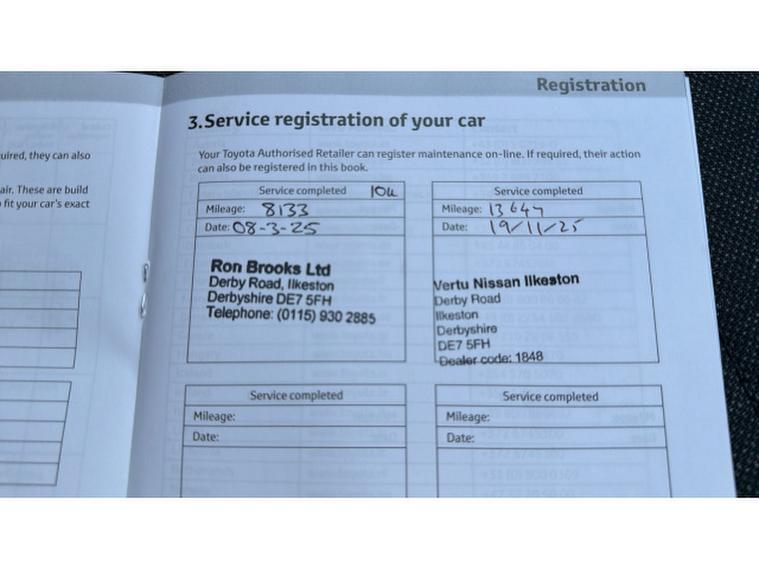 Registration
uired, they can also
air. These are build
fit your car's exact
3.Service registration of your car
Your Toyota Authorised Retailer can register maintenance on-line. If required, their action
can also be registered in this book.
Service completed 10k
Mileage: 8133
Date: 08-3-25
Ron Brooks Ltd
Derby Road, Ilkeston
Derbyshire DE7 5FH
Telephone: (0115) 930 2885
Service completed
Mileage: 13647
Date: 19/11/25
Vertu Nissan Ilkeston
Derby Road
Ilkeston
Derbyshire
DE7 5FH
Dealer code: 1848
Service completed
Mileage:
Date:
Service completed
Mileage:
Date: